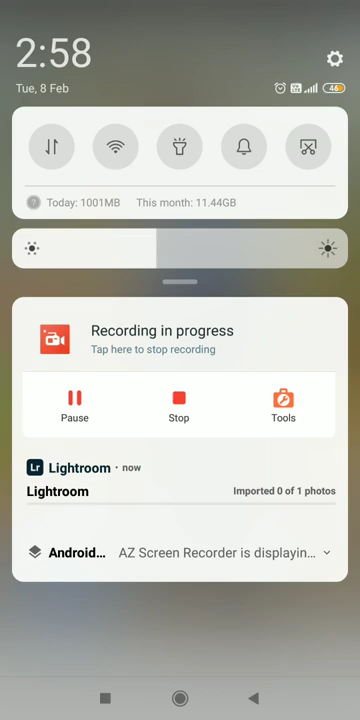 2:58
Tue, 8 Feb
46
Today: 1001MB This month: 11.44GB
Recording in progress
Tap here to stop recording
Pause Stop Tools
Lr Lightroom • now
Lightroom Imported 0 of 1 photos
Android... AZ Screen Recorder is displayin...